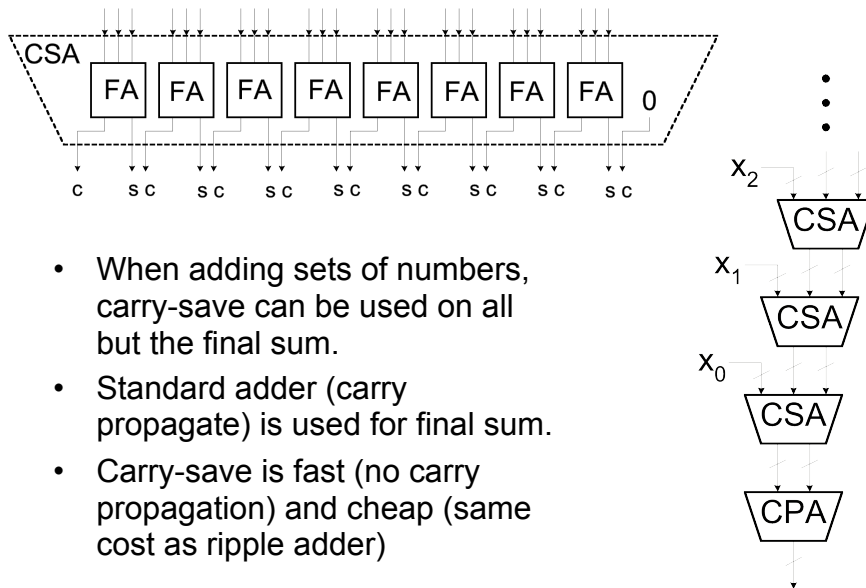 CSA
FA FA FA FA FA FA FA FA
0
c s c s c s c s c s c s c s c s c
• When adding sets of numbers,
carry-save can be used on all
but the final sum.
• Standard adder (carry
propagate) is used for final sum.
• Carry-save is fast (no carry
propagation) and cheap (same
cost as ripple adder)
x2
CSA
x1
CSA
x0
CSA
CPA